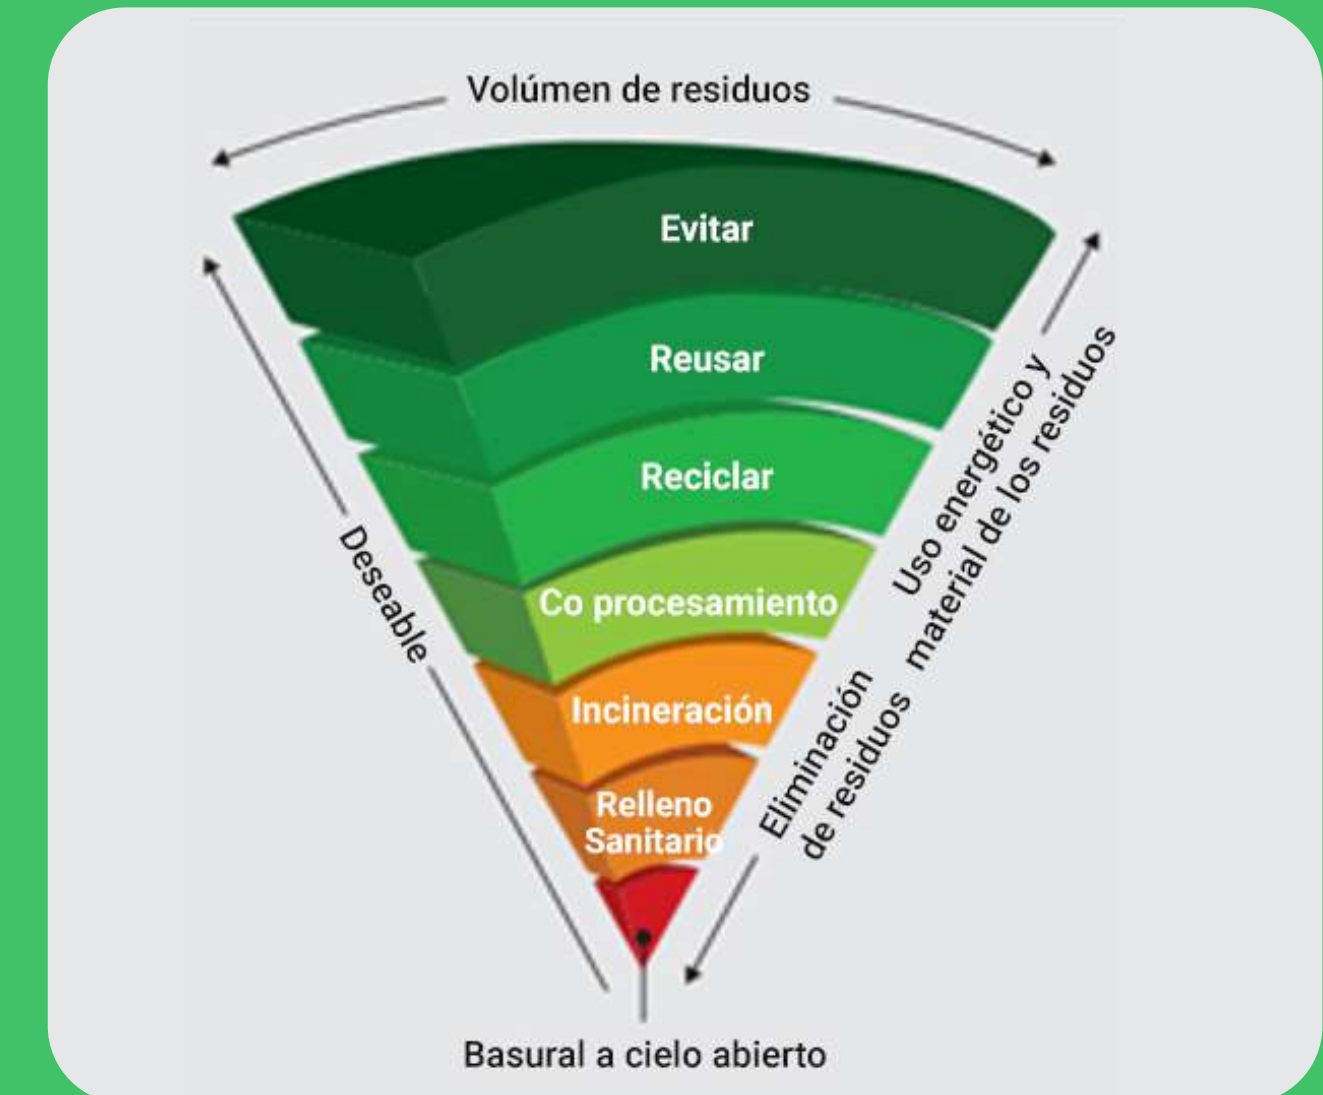 Volúmen de residuos
Evitar
Reusar
Reciclar
Co procesamiento
Incineración
Relleno
Sanitario
Deseable
Uso energético y
material de los residuos
Eliminación
de residuos
Basural a cielo abierto